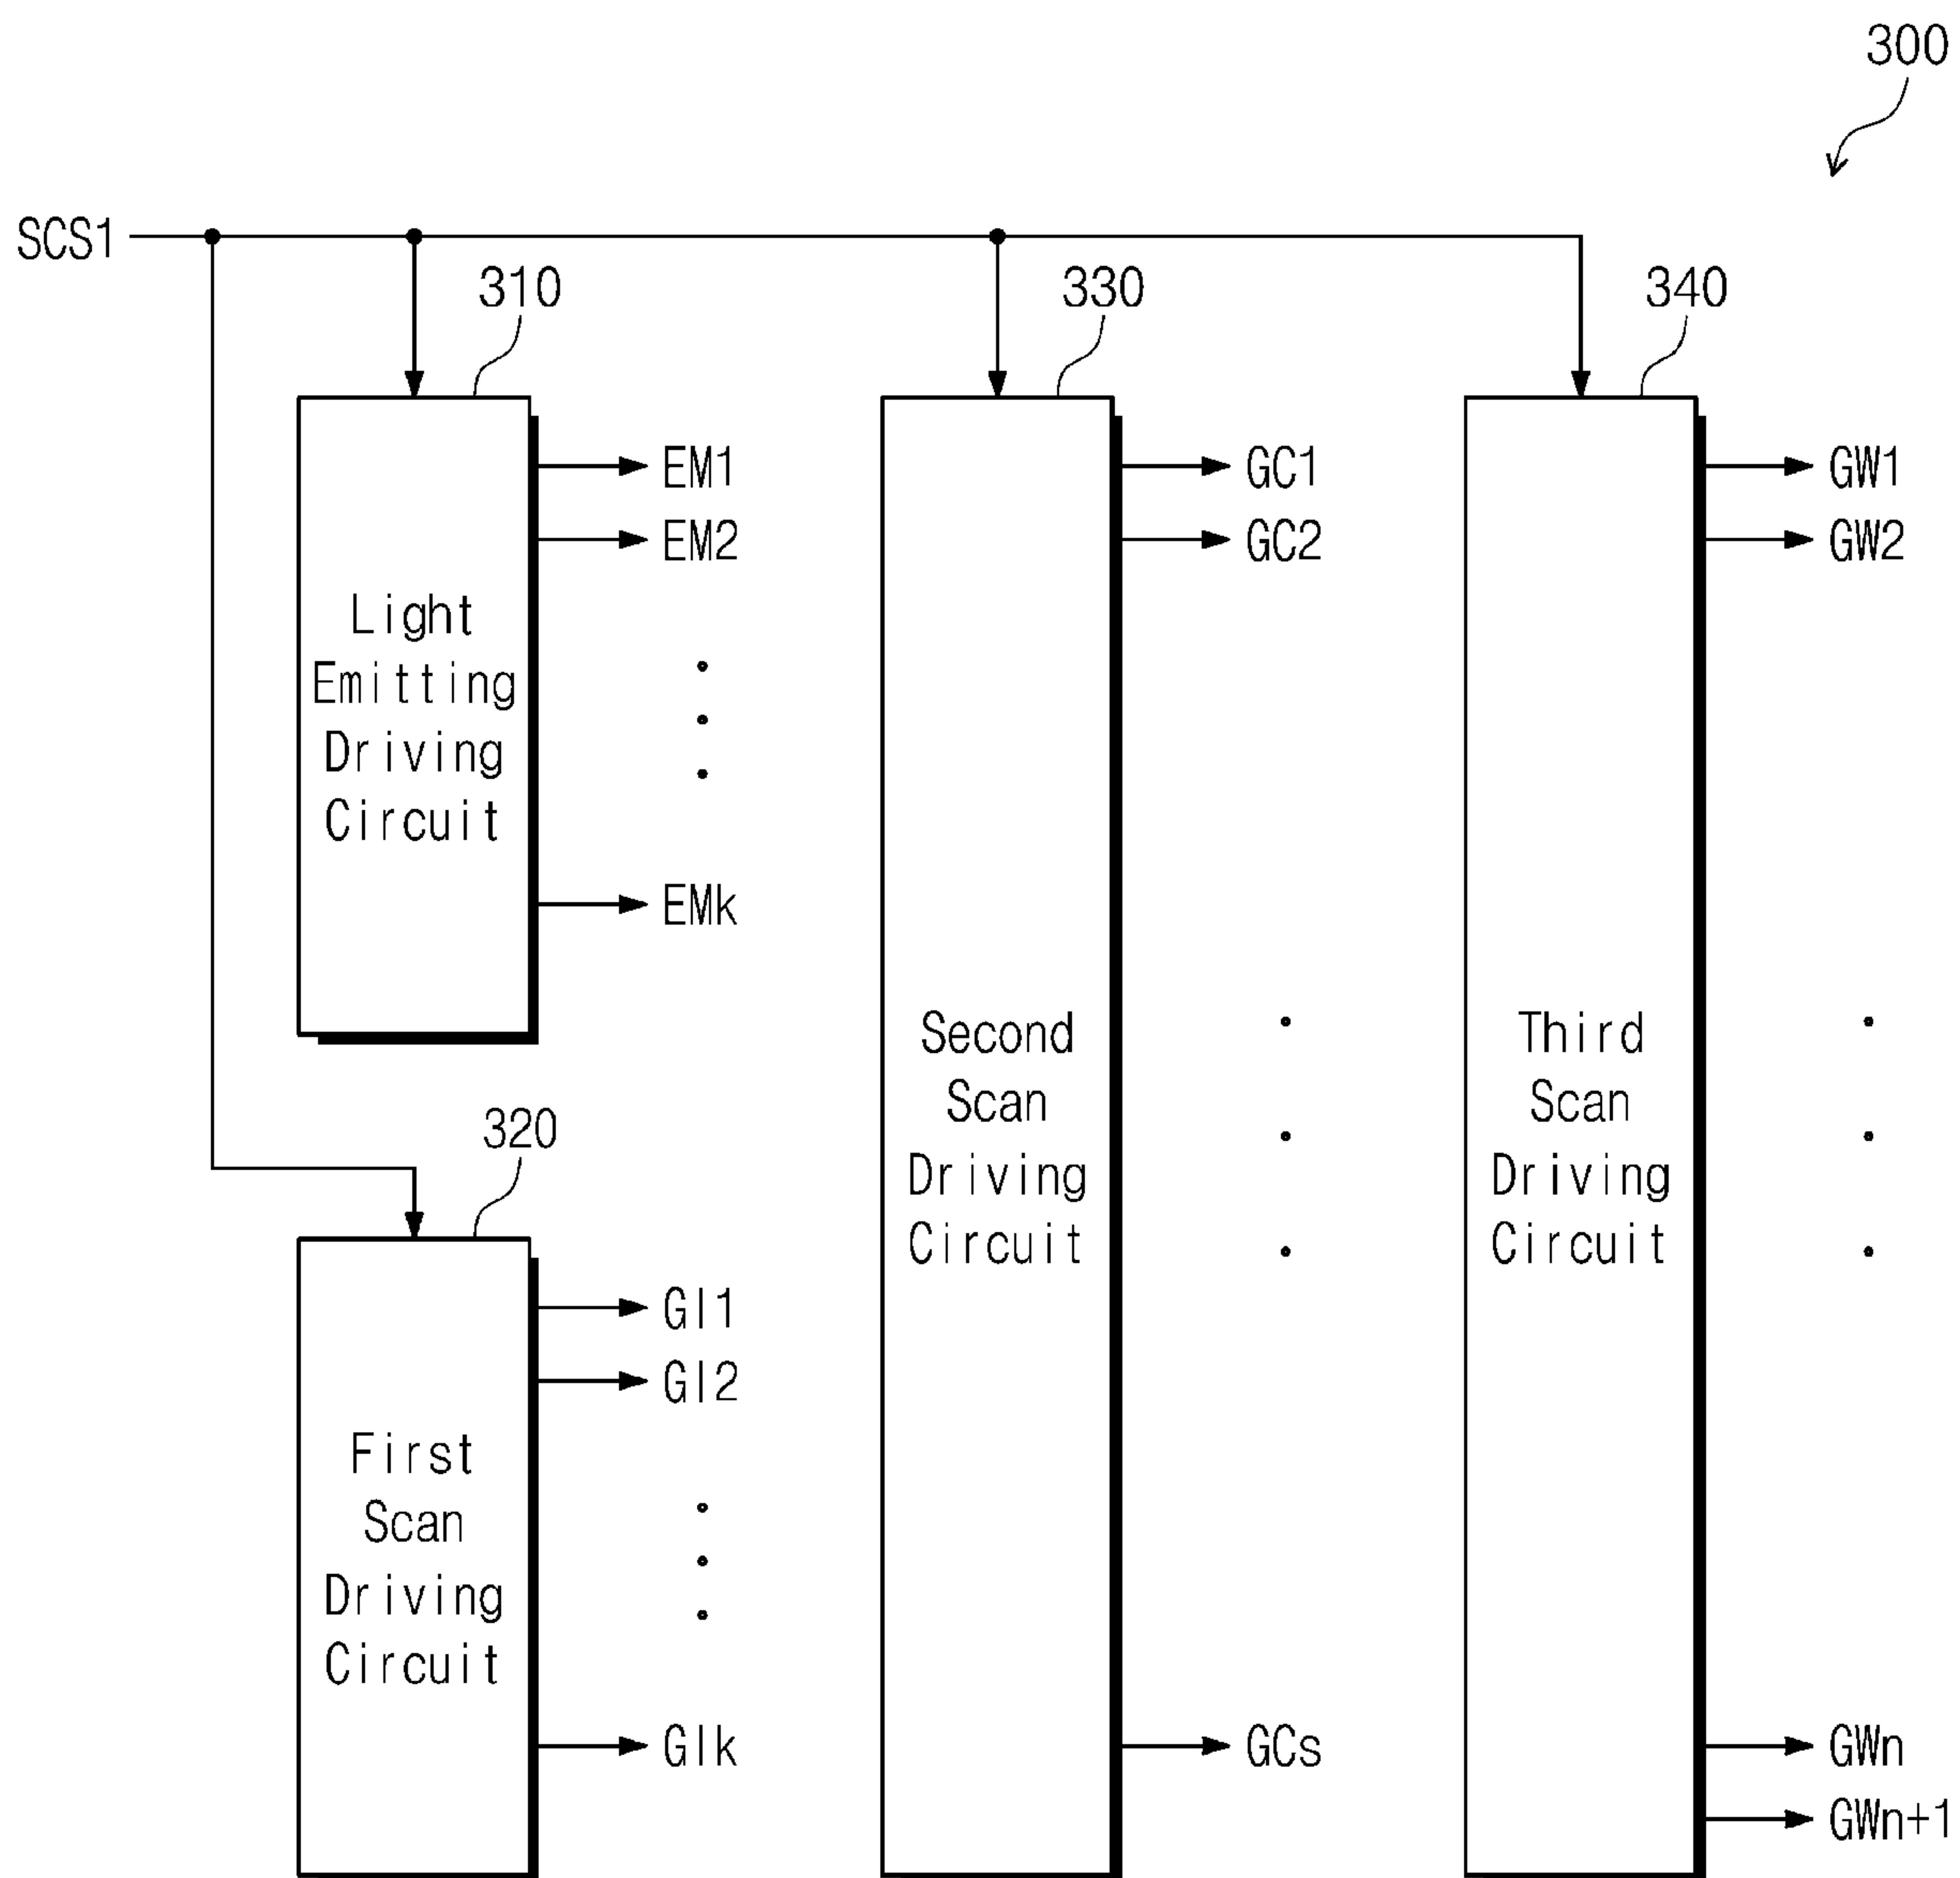 300
SCS1
310
330
340
Light
Emitting
Driving
Circuit
EM1
EM2
EMk
320
First
Scan
Driving
Circuit
GI1
GI2
GIk
Second
Scan
Driving
Circuit
GC1
GC2
GCs
Third
Scan
Driving
Circuit
GW1
GW2
GWn
GWn+1